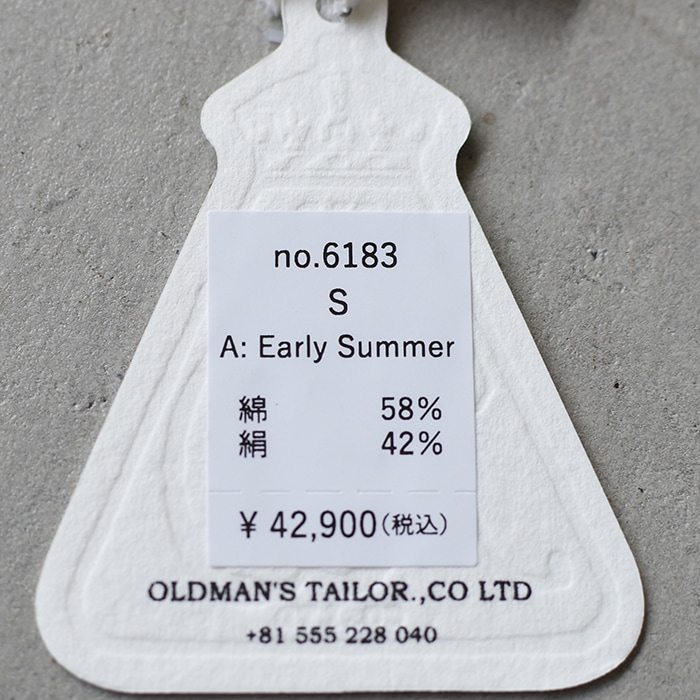 no.6183
S
A: Early Summer
綿 58%
絹 42%
¥ 42,900(税込)
OLDMAN'S TAILOR.,CO LTD
+81 555 228 040